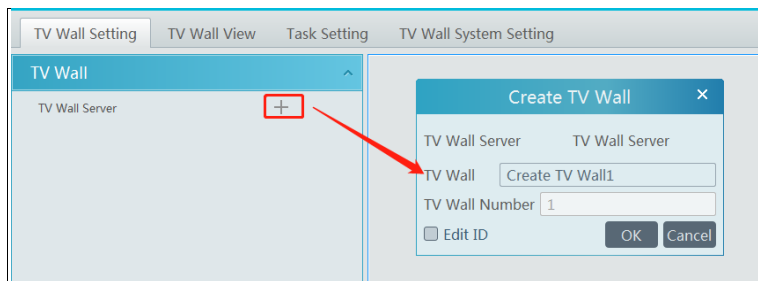 TV Wall Setting TV Wall View Task Setting TV Wall System Setting
TV Wall
TV Wall Server
Create TV Wall
TV Wall Server TV Wall Server
TV Wall Create TV Wall1
TV Wall Number 1
Edit ID OK Cancel